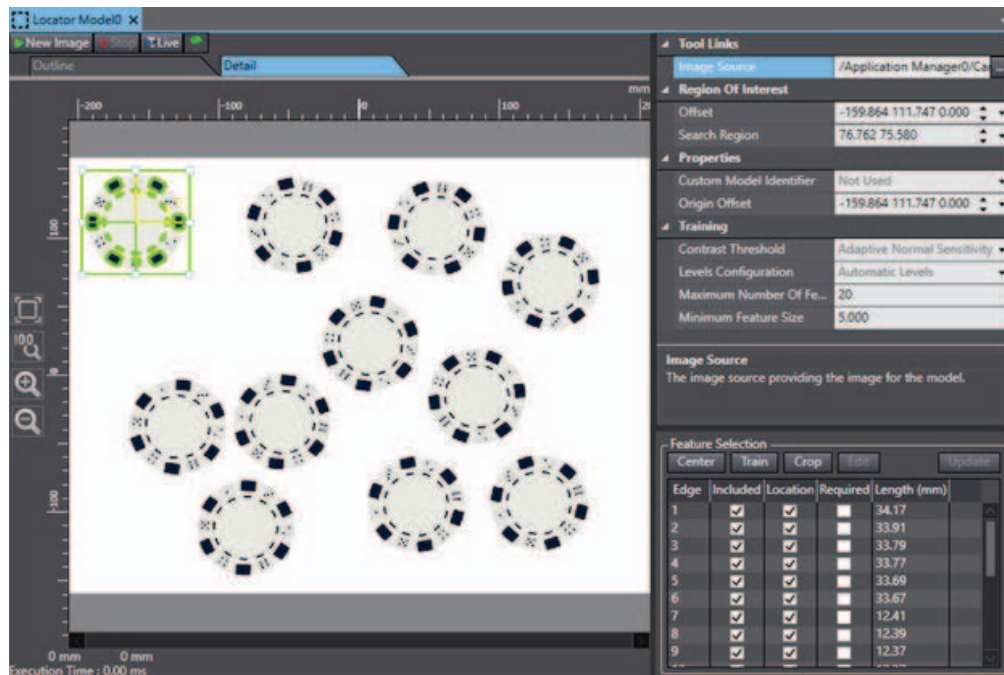 Locator Model0 ×
New Image Stop Live
Outline Detail
mm
-200 -100 0 100
100
0
-100
100
0 mm 0 mm
Execution Time : 0.00 ms
Tool Links
Image Source /Application Manager0/Ca
Region Of Interest
Offset -159.864 111.747 0.000
Search Region 76.762 75.580
Properties
Custom Model Identifier Not Used
Origin Offset -159.864 111.747 0.000
Training
Contrast Threshold Adaptive Normal Sensitivity
Levels Configuration Automatic Levels
Maximum Number Of Fe... 20
Minimum Feature Size 5.000
Image Source
The image source providing the image for the model.
Feature Selection
Center Train Crop Edit Update
Edge Included Location Required Length (mm)
1 34.17
2 33.91
3 33.79
4 33.77
5 33.69
6 33.67
7 12.41
8 12.39
9 12.37